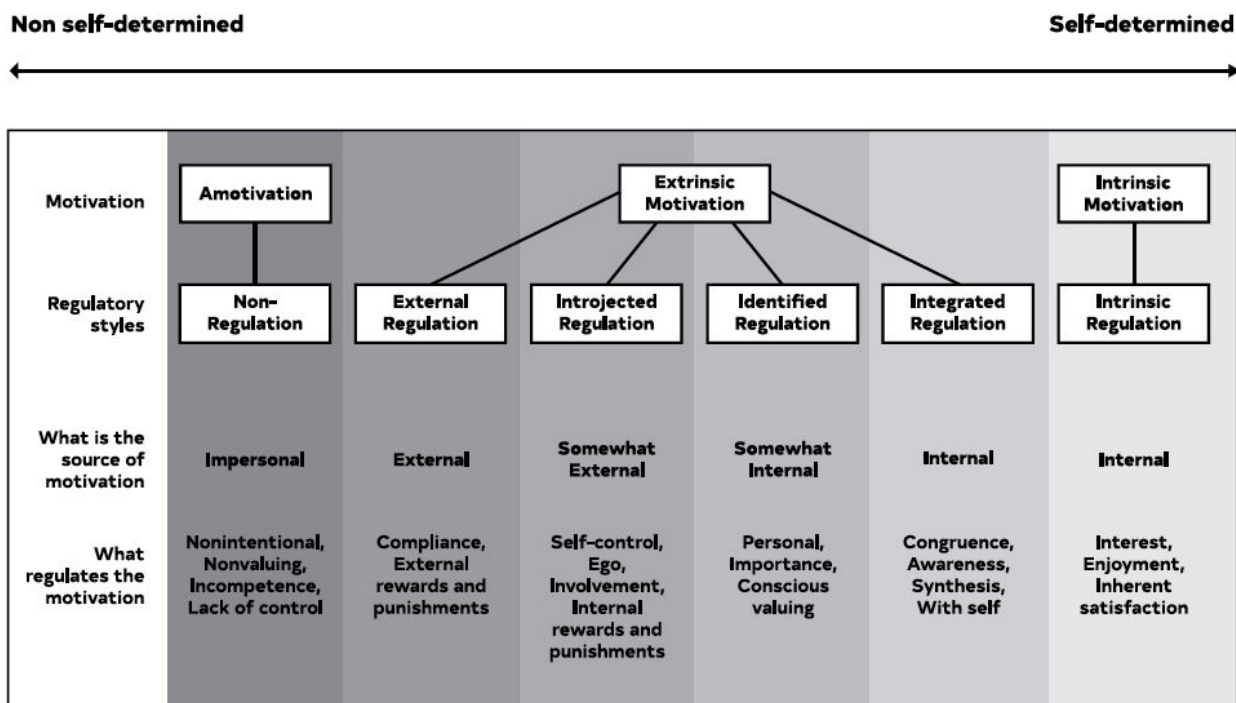 Non self-determined
Self-determined
Motivation
Amotivation
Extrinsic
Motivation
Intrinsic
Motivation
Regulatory
styles
Non-
Regulation
External
Regulation
Introjected
Regulation
Identified
Regulation
Integrated
Regulation
Intrinsic
Regulation
What is the
source of
motivation
Impersonal
External
Somewhat
External
Somewhat
Internal
Internal
Internal
What
regulates the
motivation
Nonintentional,
Nonvaluing,
Incompetence,
Lack of control
Compliance,
External
rewards and
punishments
Self-control,
Ego,
Involvement,
Internal
rewards and
punishments
Personal,
Importance,
Conscious
valuing
Congruence,
Awareness,
Synthesis,
With self
Interest,
Enjoyment,
Inherent
satisfaction